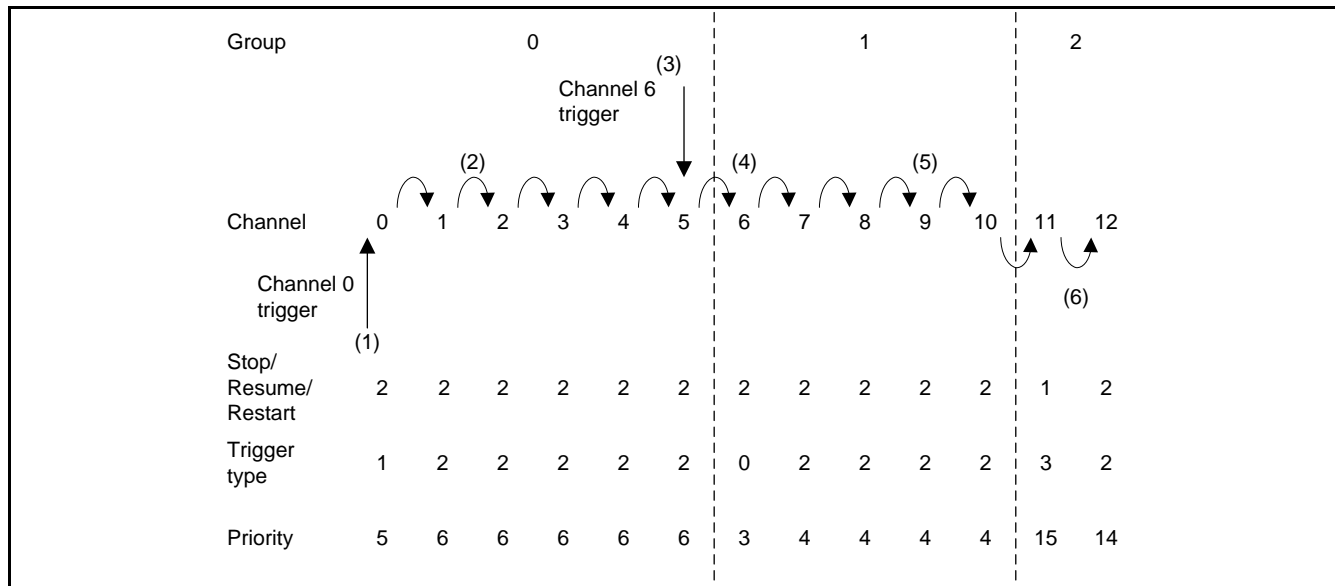 Group 0 1 2
(3)
Channel 6
trigger
(2) (4) (5)
Channel 0 1 2 3 4 5 6 7 8 9 10 11 12
Channel 0
trigger
(6)
(1)
Stop/
Resume/ 2 2 2 2 2 2 2 2 2 2 2 1 2
Restart
Trigger
type 1 2 2 2 2 2 0 2 2 2 2 3 2
Priority 5 6 6 6 6 6 3 4 4 4 4 15 14